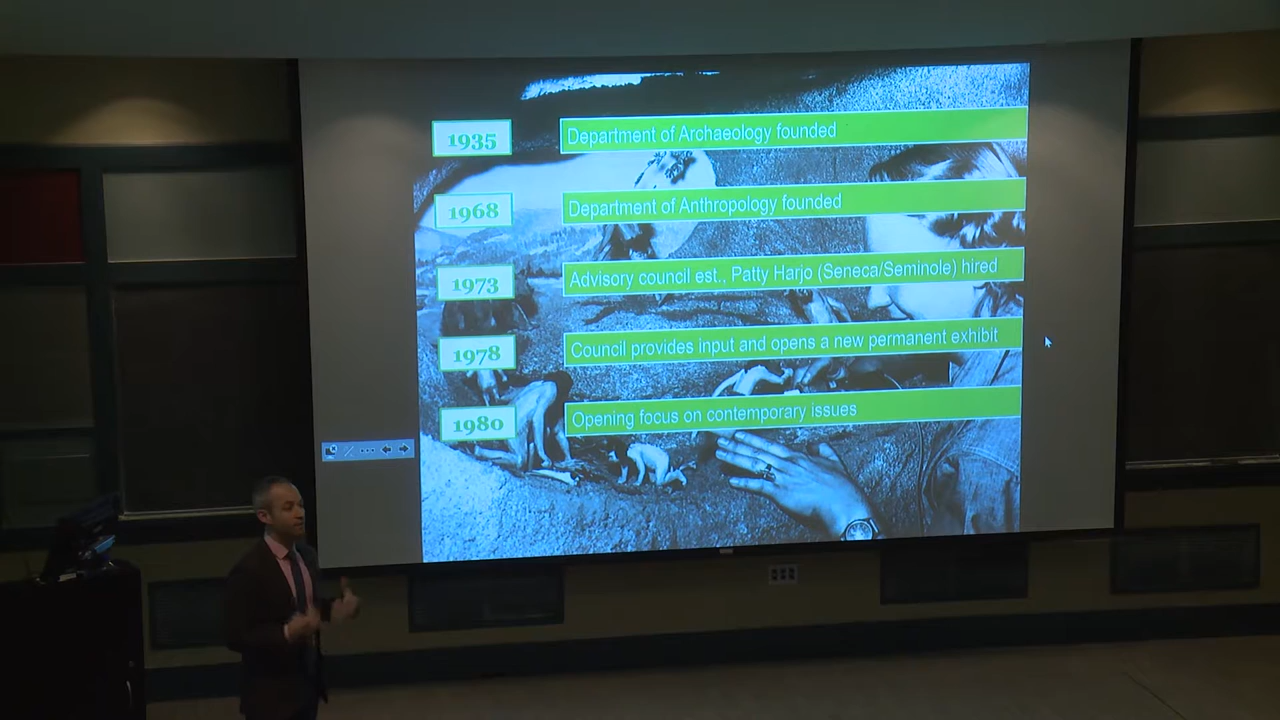 1935 Department of Archaeology founded
1968 Department of Anthropology founded
1973 Advisory council est., Patty Harjo (Seneca/Seminole) hired
1978 Council provides input and opens a new permanent exhibit
1980 Opening focus on contemporary issues